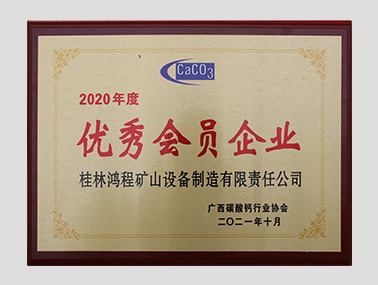 CaCO3
2020年度
优秀会员企业
桂林鸿程矿山设备制造有限责任公司
广西碳酸钙行业协会
二〇二一年十月